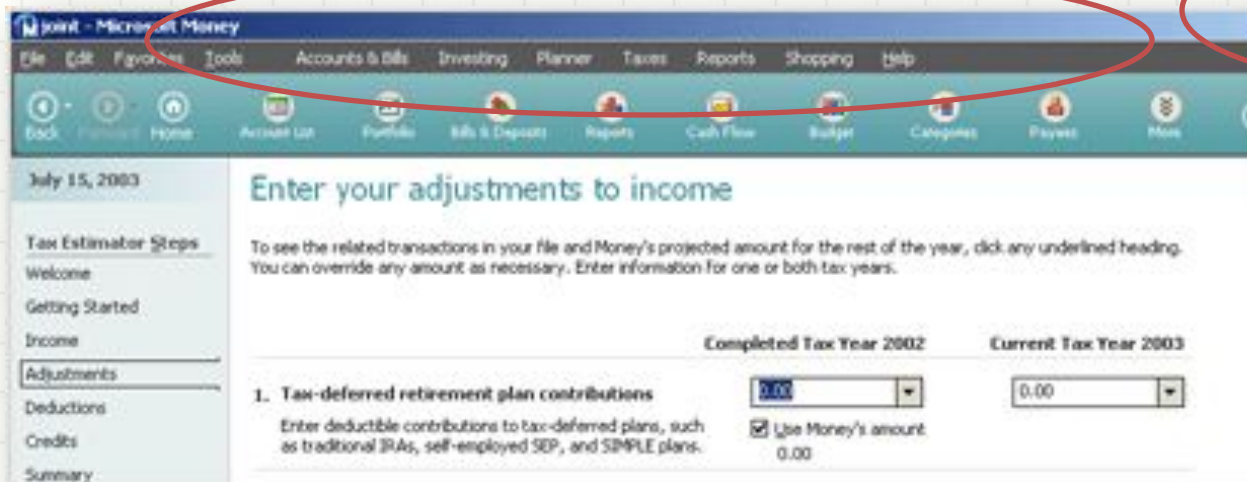 joint - Microsoft Money
File Edit Favorites Tools Accounts & Bills Investing Planner Taxes Reports Shopping Help
Back Forward Home Account List Portfolio Bills & Deposits Reports Cash Flow Budget Categories Payees More
July 15, 2003
Enter your adjustments to income
Tax Estimator Steps
Welcome
Getting Started
Income
Adjustments
Deductions
Credits
Summary
To see the related transactions in your file and Money's projected amount for the rest of the year, click any underlined heading.
You can override any amount as necessary. Enter information for one or both tax years.
Completed Tax Year 2002 Current Tax Year 2003
1. Tax-deferred retirement plan contributions 0.00 0.00
Enter deductible contributions to tax-deferred plans, such Use Money's amount
as traditional IRAs, self-employed SEP, and SIMPLE plans. 0.00